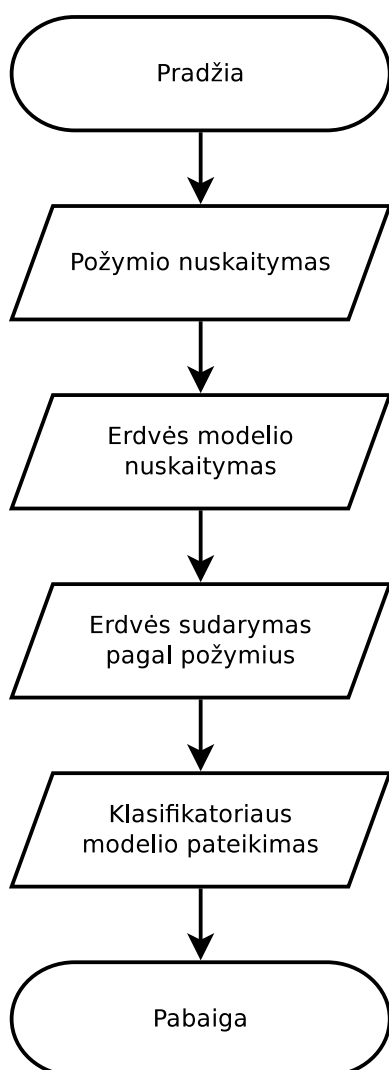 Pradžia
Požymio nuskaitymas
Erdvės modelio
nuskaitymas
Erdvės sudarymas
pagal požymius
Klasifikatoriaus
modelio pateikimas
Pabaiga